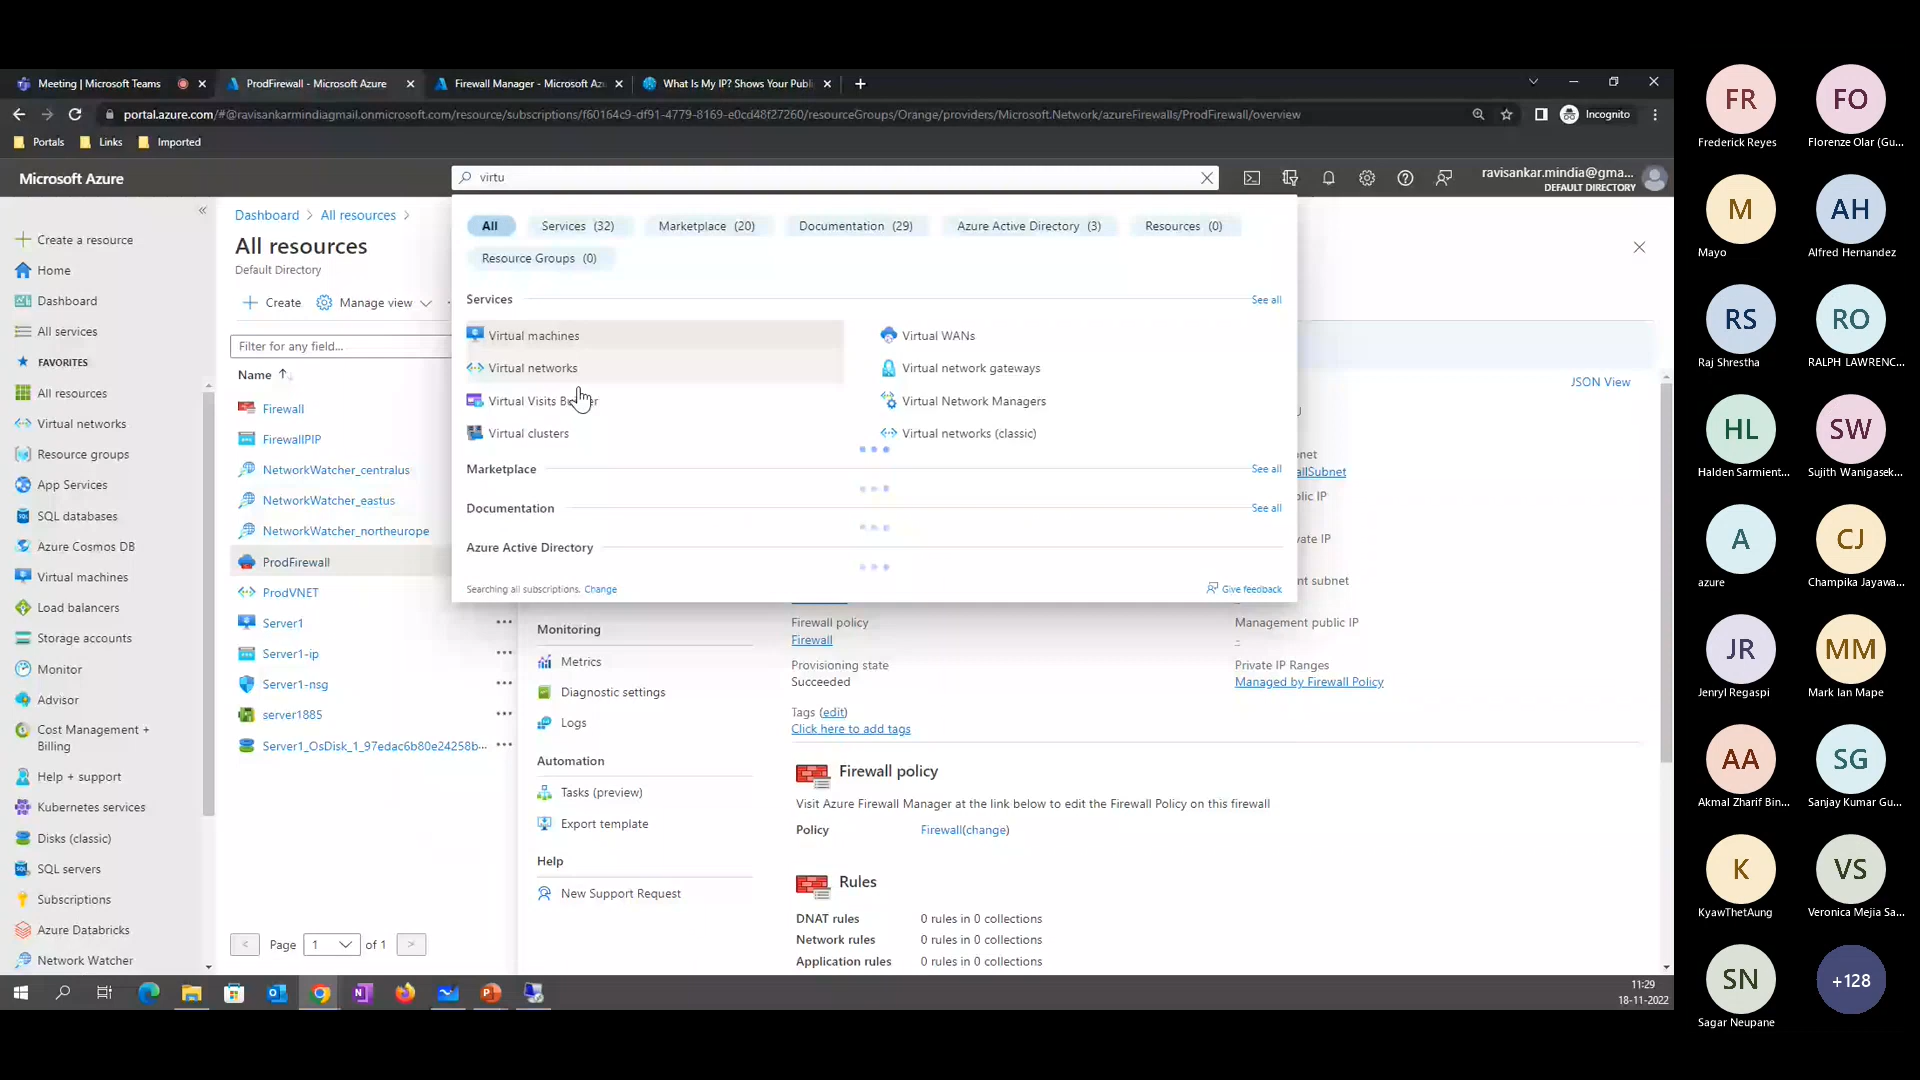 Meeting | Microsoft Teams
ProdFirewall - Microsoft Azure
Firewall Manager - Microsoft Az
What Is My IP? Shows Your Publi
portal.azure.com/#@ravisankarmindiagmail.onmicrosoft.com/resource/subscriptions/f60164c9-df91-4779-8169-e0cd48f27260/resourceGroups/Orange/providers/Microsoft.Network/azureFirewalls/ProdFirewall/overview
Incognito
Portals
Links
Imported
Microsoft Azure
virtu
ravisankar.mindia@gma...
DEFAULT DIRECTORY
Create a resource
Home
Dashboard
All services
FAVORITES
All resources
Virtual networks
Resource groups
App Services
SQL databases
Azure Cosmos DB
Virtual machines
Load balancers
Storage accounts
Monitor
Advisor
Cost Management +
Billing
Help + support
Kubernetes services
Disks (classic)
SQL servers
Subscriptions
Azure Databricks
Network Watcher
Dashboard > All resources >
All resources
Default Directory
Create
Manage view
Filter for any field...
Name
Firewall
FirewallPIP
NetworkWatcher_centralus
NetworkWatcher_eastus
NetworkWatcher_northeurope
ProdFirewall
ProdVNET
Server1
Server1-ip
Server1-nsg
server1885
Server1_OsDisk_1_97edac6b80e24258b...
Page 1 of 1
All
Services (32)
Marketplace (20)
Documentation (29)
Azure Active Directory (3)
Resources (0)
Resource Groups (0)
Services
See all
Virtual machines
Virtual WANs
Virtual networks
Virtual network gateways
Virtual Visits
Virtual Network Managers
Virtual clusters
Virtual networks (classic)
Marketplace
See all
Documentation
See all
Azure Active Directory
Searching all subscriptions. Change
Give feedback
JSON View
Monitoring
Metrics
Diagnostic settings
Logs
Automation
Tasks (preview)
Export template
Help
New Support Request
Firewall policy
Firewall
Provisioning state
Succeeded
Tags (edit)
Click here to add tags
Management public IP
-
Private IP Ranges
Managed by Firewall Policy
Firewall policy
Visit Azure Firewall Manager at the link below to edit the Firewall Policy on this firewall
Policy
Firewall(change)
Rules
DNAT rules 0 rules in 0 collections
Network rules 0 rules in 0 collections
Application rules 0 rules in 0 collections
11:29
18-11-2022
FR
Frederick Reyes
FO
Florenze Olar (Gu...
M
Mayo
AH
Alfred Hernandez
RS
Raj Shrestha
RO
RALPH LAWRENC...
HL
Halden Sarmient...
SW
Sujith Wanigasek...
A
azure
CJ
Champika Jayawa...
JR
Jenryl Regaspi
MM
Mark Ian Mape
AA
Akmal Zharif Bin...
SG
Sanjay Kumar Gu...
K
KyawThetAung
VS
Veronica Mejia Sa...
SN
Sagar Neupane
+128